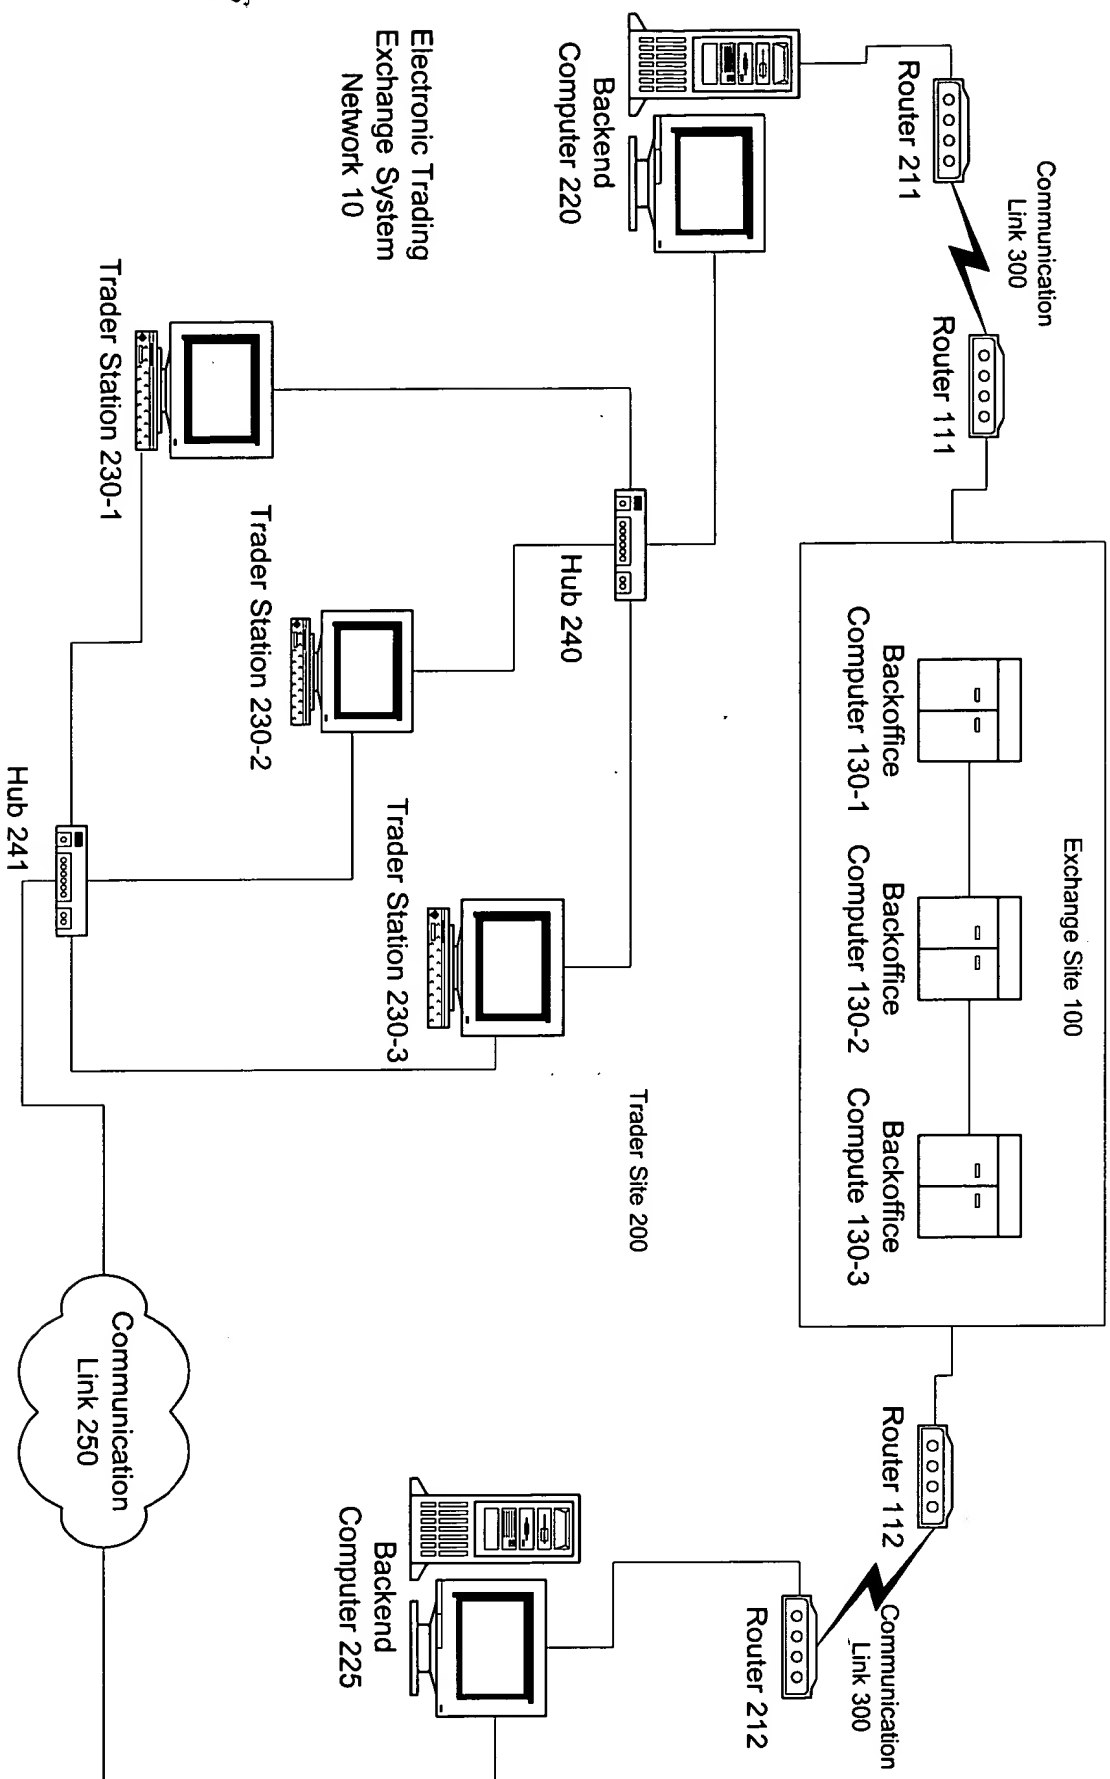 Communication
Link 300
Exchange Site 100
Router 211
Router 111
Backoffice
Computer 130-1
Backoffice
Computer 130-2
Backoffice
Compute 130-3
Router 112
Communication
Link 300
Router 212
Backend
Computer 220
Trader Site 200
Hub 240
Electronic Trading
Exchange System
Network 10
Trader Station 230-3
Backend
Computer 225
Trader Station 230-2
Trader Station 230-1
Communication
Link 250
Hub 241